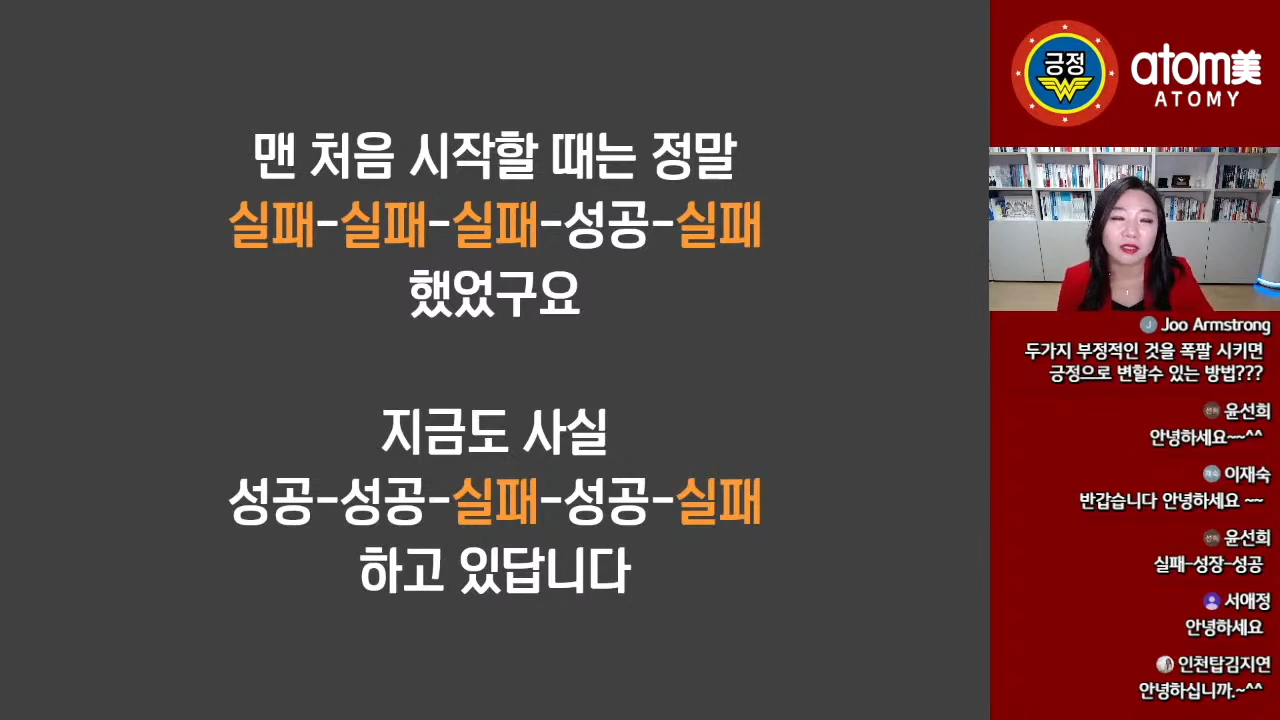 맨 처음 시작할 때는 정말
실패-실패-실패-성공-실패
했었구요
지금도 사실
성공-성공-실패-성공-실패
하고 있답니다
긍정
atom美
ATOMY
J Joo Armstrong
두가지 부정적인 것을 폭팔 시키면
긍정으로 변할수 있는 방법???
선희 윤선희
안녕하세요~~^^
재숙 이재숙
반갑습니다 안녕하세요 ~~
선희 윤선희
실패-성장-성공
서애정
안녕하세요
인천탑김지연
안녕하십니까.~^^